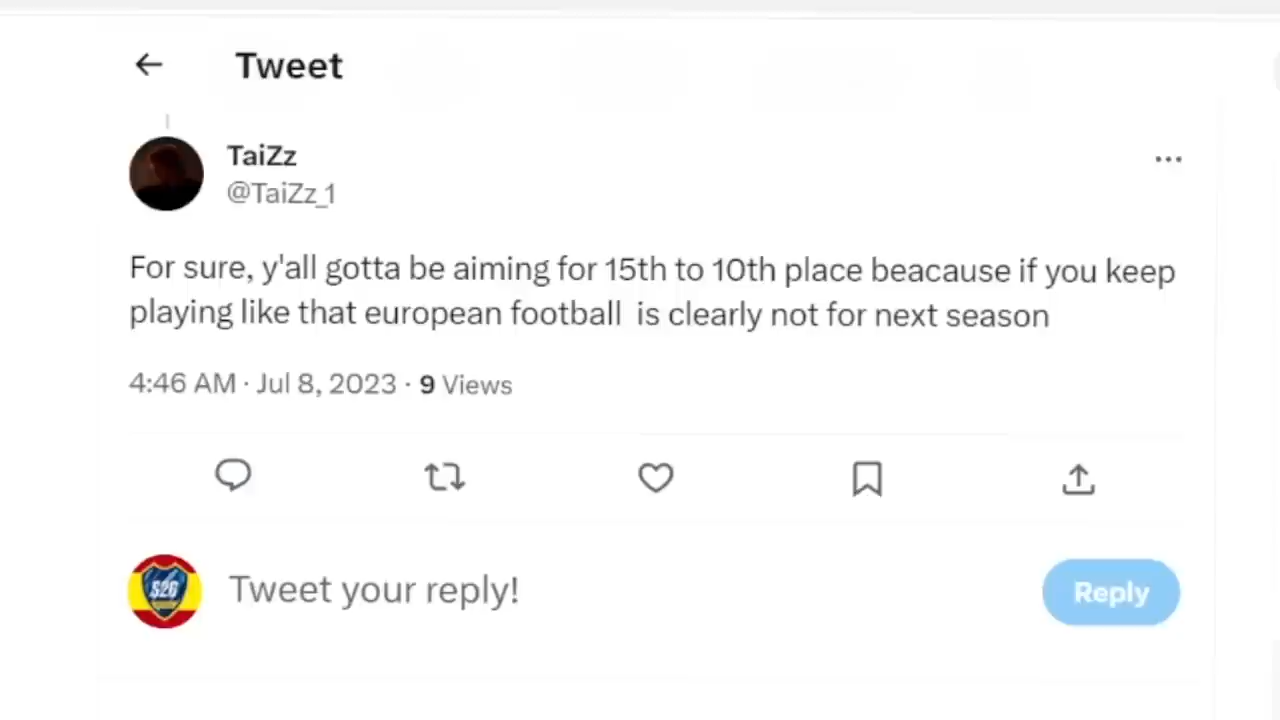 Tweet
TaiZz
@TaiZz_1
For sure, y'all gotta be aiming for 15th to 10th place beacause if you keep
playing like that european football is clearly not for next season
4:46 AM · Jul 8, 2023 · 9 Views
S2G
Tweet your reply!
Reply